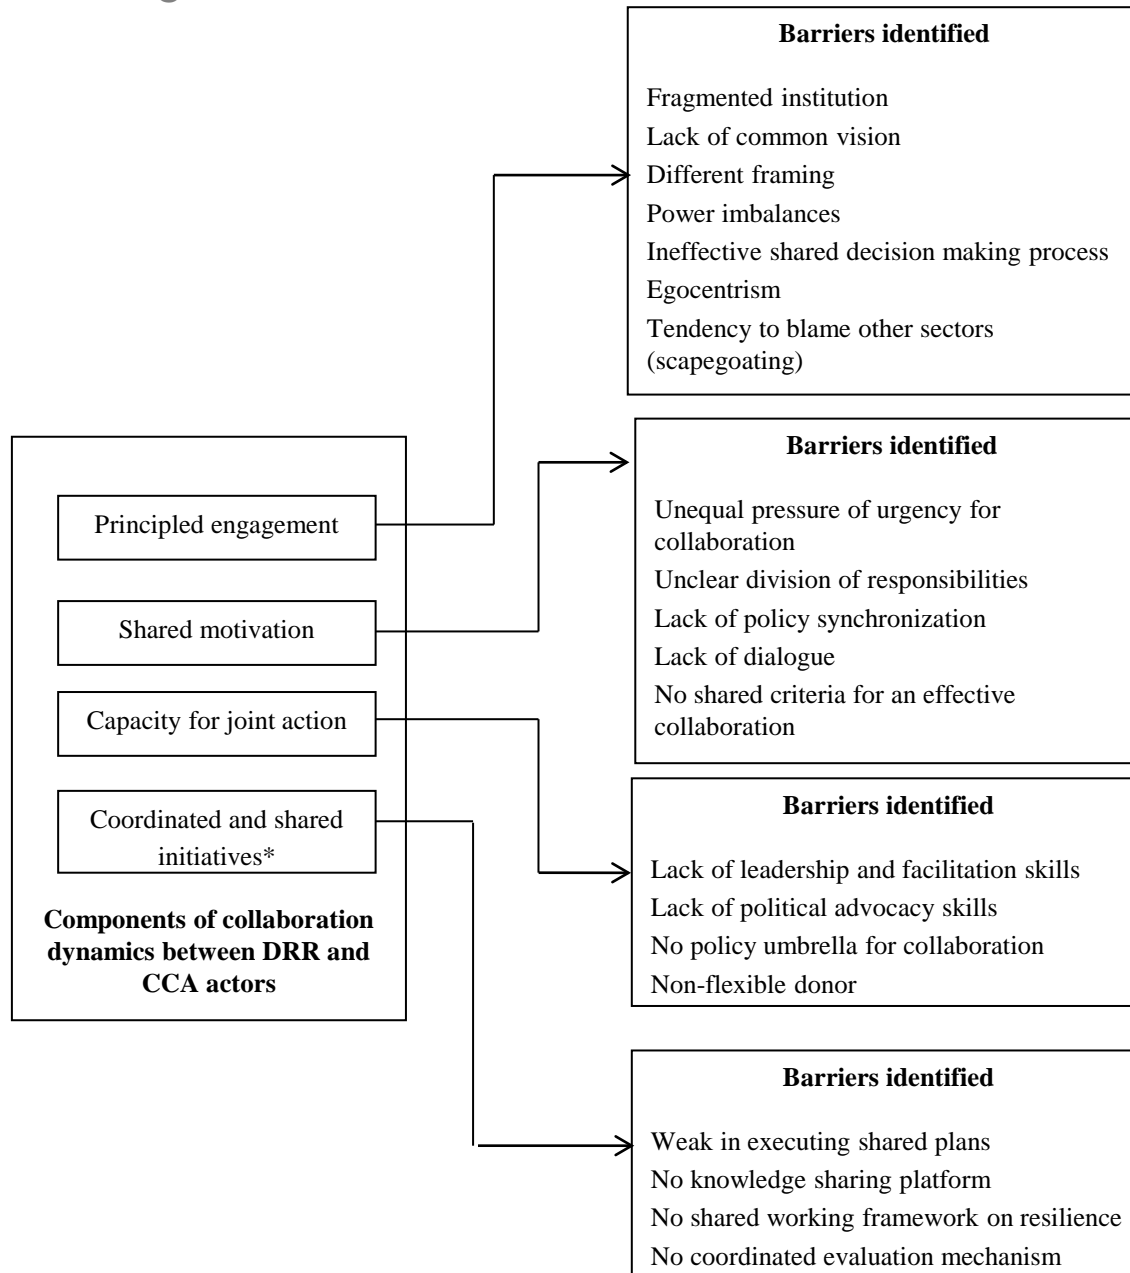 Barriers identified
Fragmented institution
Lack of common vision
Different framing
Power imbalances
Ineffective shared decision making process
Egocentrism
Tendency to blame other sectors
(scapegoating)
Principled engagement
Shared motivation
Capacity for joint action
Coordinated and shared
initiatives*
Components of collaboration
dynamics between DRR and
CCA actors
Barriers identified
Unequal pressure of urgency for
collaboration
Unclear division of responsibilities
Lack of policy synchronization
Lack of dialogue
No shared criteria for an effective
collaboration
Barriers identified
Lack of leadership and facilitation skills
Lack of political advocacy skills
No policy umbrella for collaboration
Non-flexible donor
Barriers identified
Weak in executing shared plans
No knowledge sharing platform
No shared working framework on resilience
No coordinated evaluation mechanism